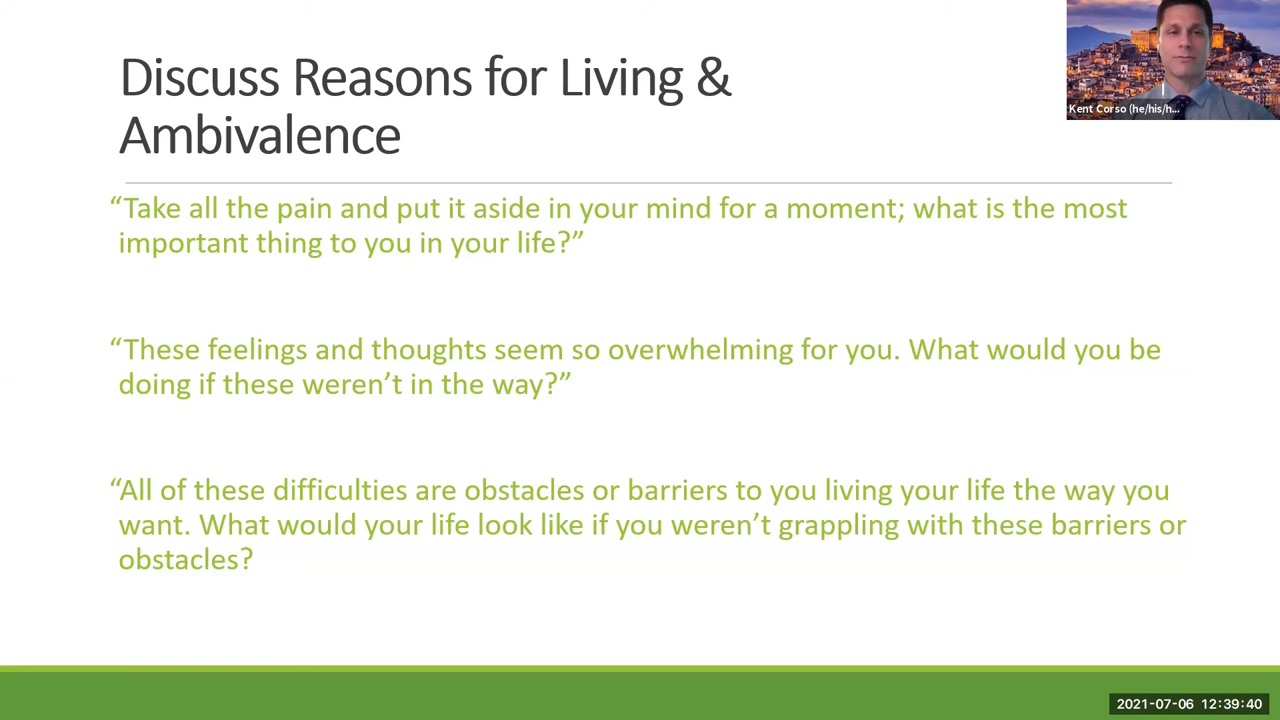 Discuss Reasons for Living &
Ambivalence
Kent Corso (he/his/h...
“Take all the pain and put it aside in your mind for a moment; what is the most
important thing to you in your life?”
“These feelings and thoughts seem so overwhelming for you. What would you be
doing if these weren’t in the way?”
“All of these difficulties are obstacles or barriers to you living your life the way you
want. What would your life look like if you weren’t grappling with these barriers or
obstacles?
2021-07-06 12:39:40